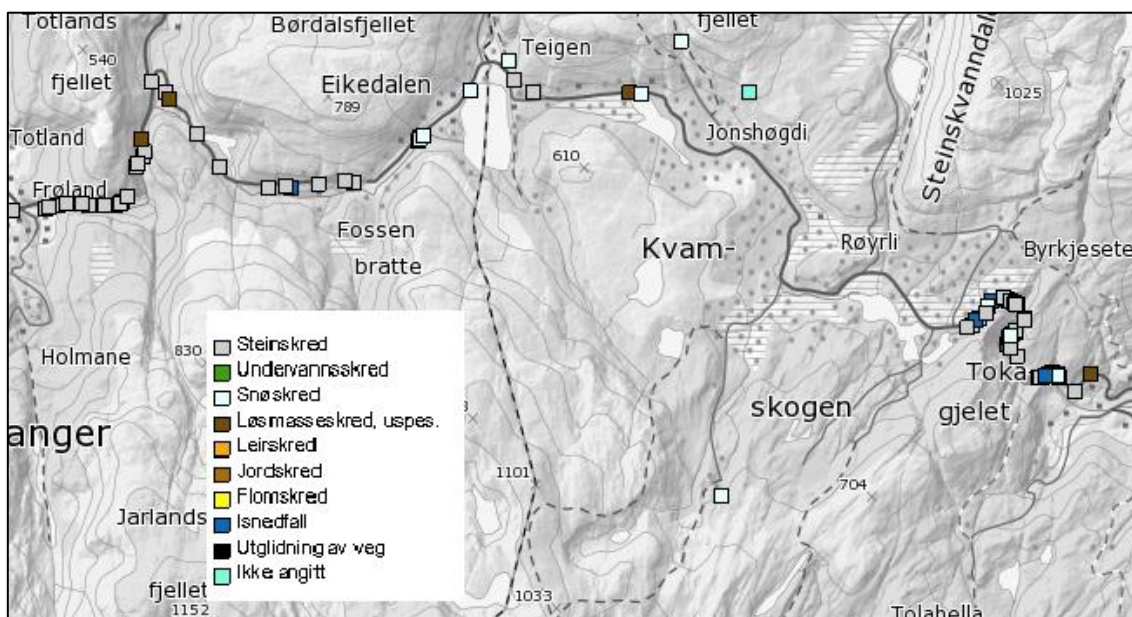 Totlands
Børdalsfjellet
fjellet
Teigen
540
fjellet
Eikedalen
789
1025
Steinskvanndale
Totland
Jonshøgdi
610
Frøland
Kvam-
Røyrli
Byrkjesete
Fossen
bratte
Holmane
830
Toka
skogen
gjelet
anger
1101
704
Jarlands
fjellet
1152
1033
Tolabella
Steinskred
Undervannsskred
Snøskred
Løsmasseskred, uspes.
Leirskred
Jordskred
Flomskred
Isnedfall
Utglidning av veg
Ikke angitt